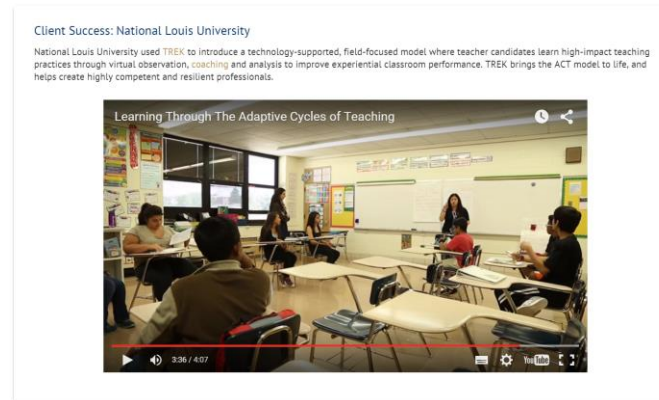 Client Success: National Louis University
National Louis University used TREK to introduce a technology-supported, field-focused model where teacher candidates learn high-impact teaching
practices through virtual observation, coaching and analysis to improve experiential classroom performance. TREK brings the ACT model to life, and
helps create highly competent and resilient professionals.
Learning Through The Adaptive Cycles of Teaching
3:36 / 4:07
YouTube